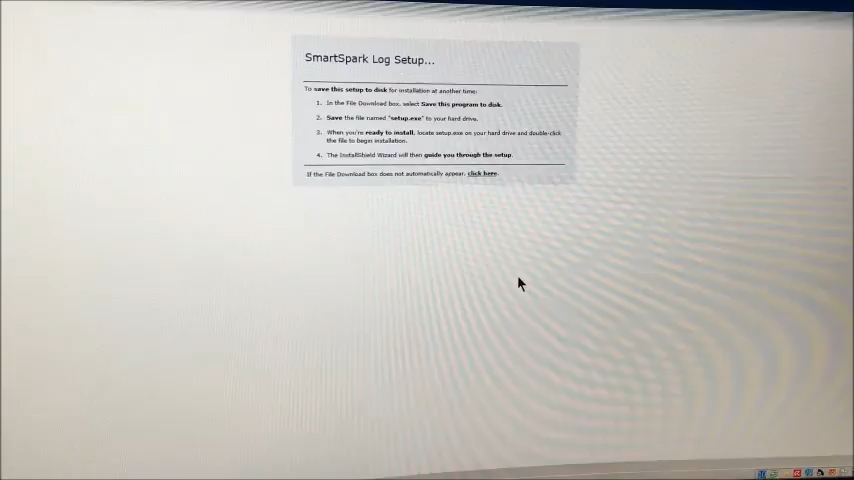 SmartSpark Log Setup...
To save this setup to disk for installation at another time:
1. In the File Download box, select Save this program to disk.
2. Save the file named "setup.exe" to your hard drive.
3. When you're ready to install, locate setup.exe on your hard drive and double-click
the file to begin installation.
4. The InstallShield Wizard will then guide you through the setup.
If the File Download box does not automatically appear, click here.